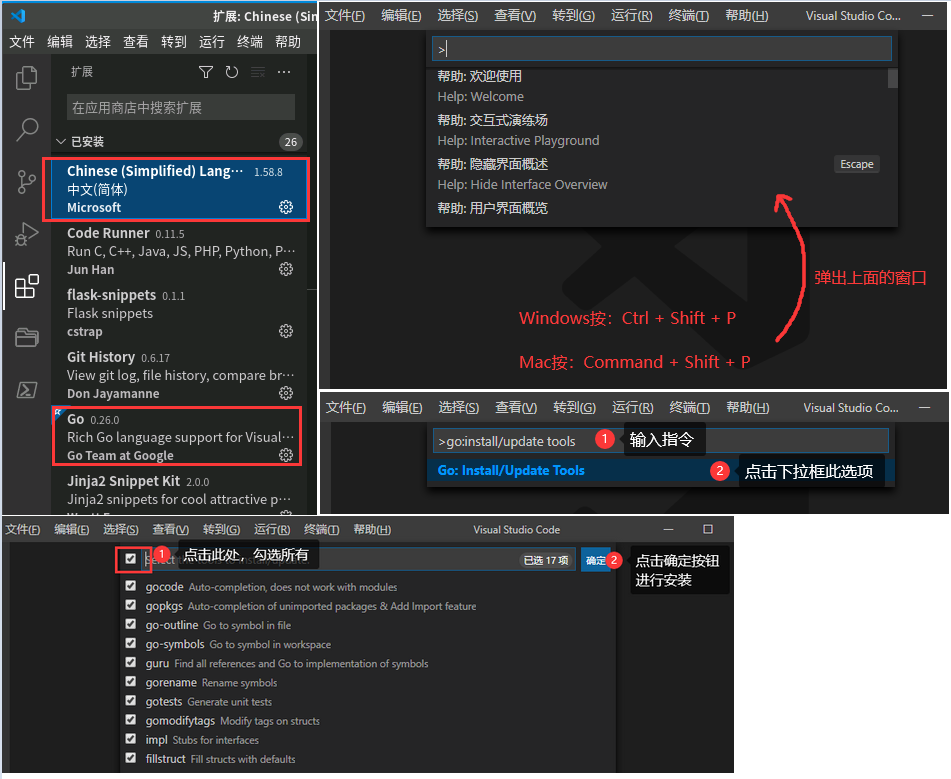 扩展: Chinese (Sin
文件 编辑 选择 查看 转到 运行 终端 帮助
扩展
在应用商店中搜索扩展
已安装 26
Chinese (Simplified) Lang··· 1.58.8
中文(简体)
Microsoft
Code Runner 0.11.5
Run C, C++, Java, JS, PHP, Python, P···
Jun Han
flask-snippets 0.1.1
Flask snippets
cstrap
Git History 0.6.17
View git log, file history, compare br···
Don Jayamanne
Go 0.26.0
Rich Go language support for Visual···
Go Team at Google
Jinja2 Snippet Kit 2.0.0
Jinja2 snippets for cool attractive p···
文件(F) 编辑(E) 选择(S) 查看(V) 转到(G) 运行(R) 终端(T) 帮助(H) Visual Studio Co...
>
帮助: 欢迎使用
Help: Welcome
帮助: 交互式演练场
Help: Interactive Playground
帮助: 隐藏界面概述 Escape
Help: Hide Interface Overview
帮助: 用户界面概览
弹出上面的窗口
Windows按：Ctrl + Shift + P
Mac按：Command + Shift + P
文件(F) 编辑(E) 选择(S) 查看(V) 转到(G) 运行(R) 终端(T) 帮助(H) Visual Studio Co...
>go:install/update tools 1 输入指令
Go: Install/Update Tools 2 点击下拉框此选项
文件(F) 编辑(E) 选择(S) 查看(V) 转到(G) 运行(R) 终端(T) 帮助(H) Visual Studio Code
1 点击此处，勾选所有 已选 17 项 确定 2 点击确定按钮
进行安装
gocode Auto-completion, does not work with modules
gopkgs Auto-completion of unimported packages & Add Import feature
go-outline Go to symbol in file
go-symbols Go to symbol in workspace
guru Find all references and Go to implementation of symbols
gorename Rename symbols
gotests Generate unit tests
gomodifytags Modify tags on structs
impl Stubs for interfaces
fillstruct Fill structs with defaults